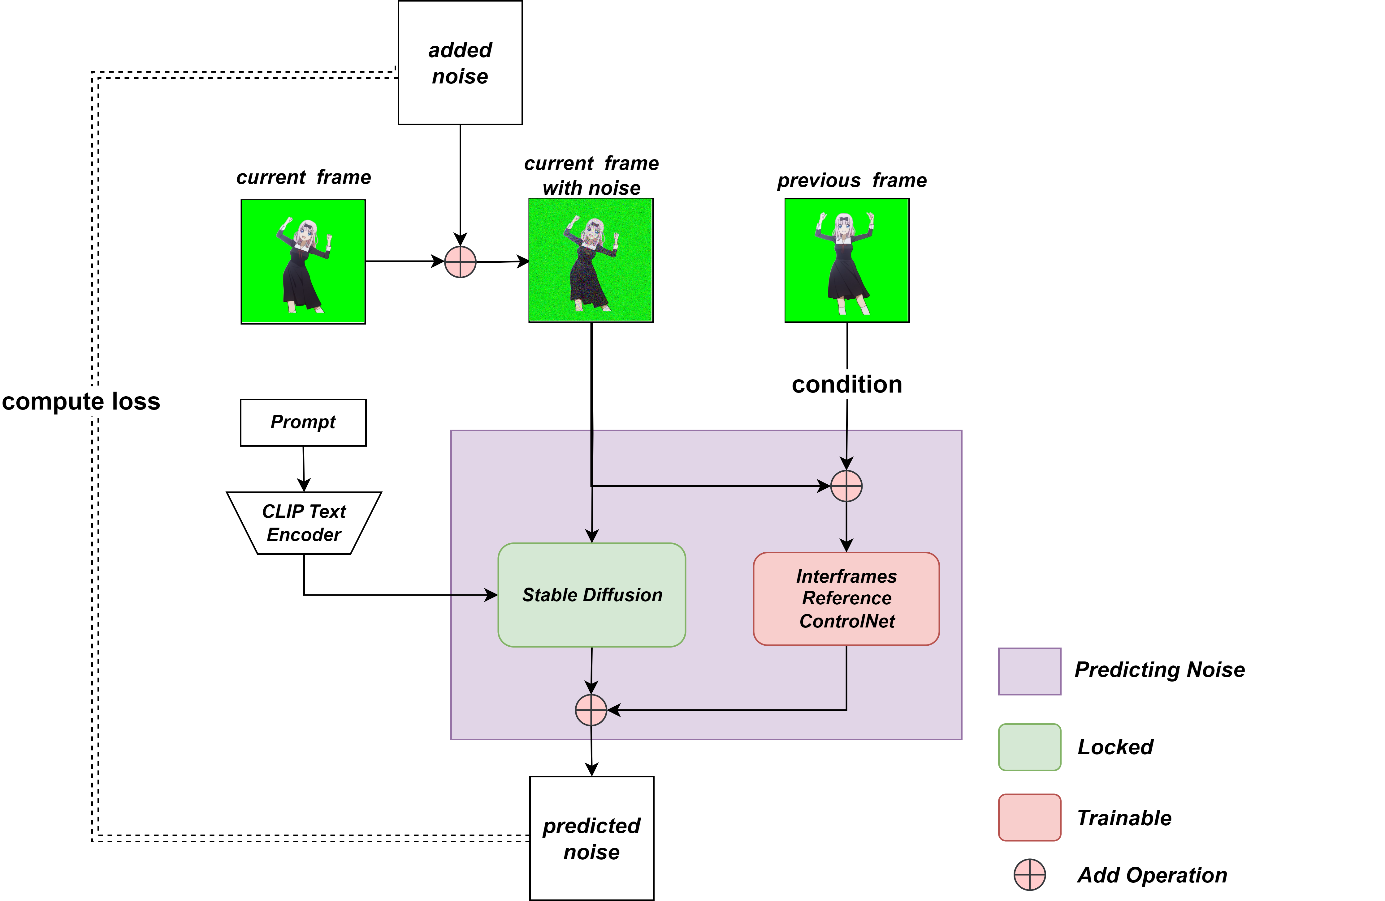 added
noise
current frame
current frame
with noise
previous frame
condition
compute loss
Prompt
CLIP Text
Encoder
Stable Diffusion
Interframes
Reference
ControlNet
predicted
noise
Predicting Noise
Locked
Trainable
Add Operation